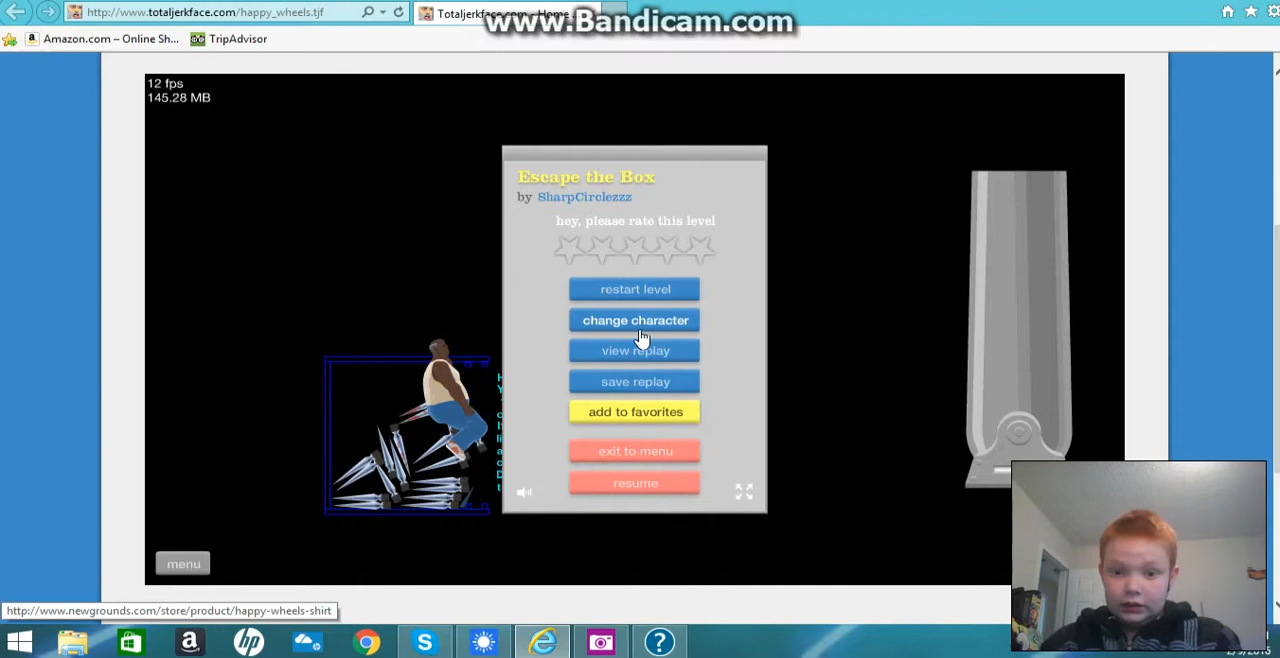 http://www.totaljerkface.com/happy_wheels.tjf
Totaljerkface.com - Home
www.Bandicam.com
Amazon.com – Online Sh...
TripAdvisor
12 fps
145.28 MB
Escape the Box
by SharpCirclezzz
hey, please rate this level
restart level
change character
view replay
save replay
add to favorites
exit to menu
resume
menu
http://www.newgrounds.com/store/product/happy-wheels-shirt